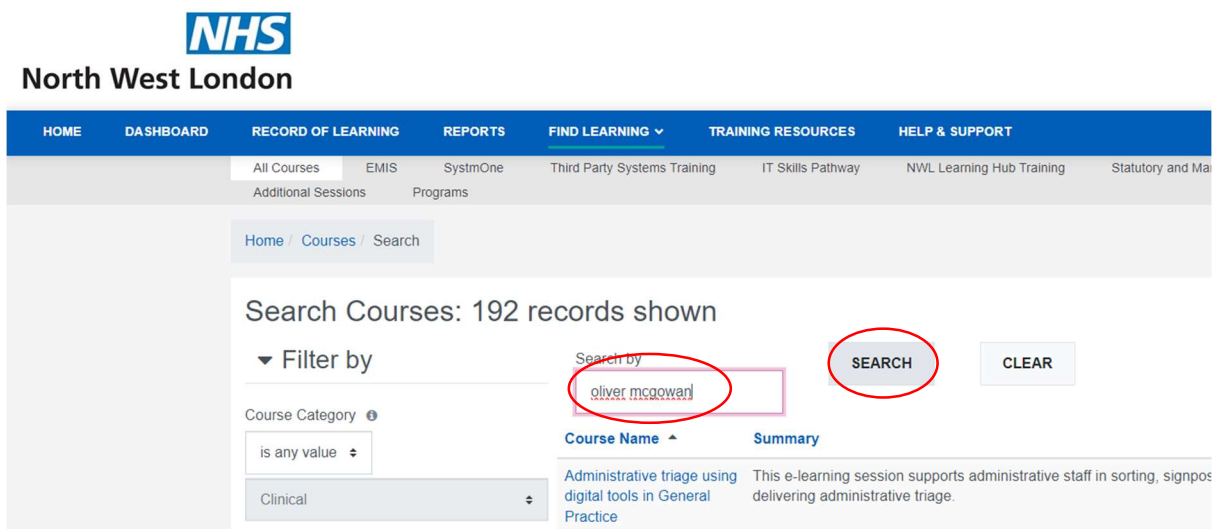 NHS
North West London
HOME DASHBOARD RECORD OF LEARNING REPORTS FIND LEARNING TRAINING RESOURCES HELP & SUPPORT
All Courses EMIS SystmOne Third Party Systems Training IT Skills Pathway NWL Learning Hub Training Statutory and Ma
Additional Sessions Programs
Home / Courses / Search
Search Courses: 192 records shown
Filter by
Search by
SEARCH CLEAR
oliver mcgowan
Course Category
is any value
Clinical
Course Name Summary
Administrative triage using This e-learning session supports administrative staff in sorting, signpos
digital tools in General delivering administrative triage.
Practice